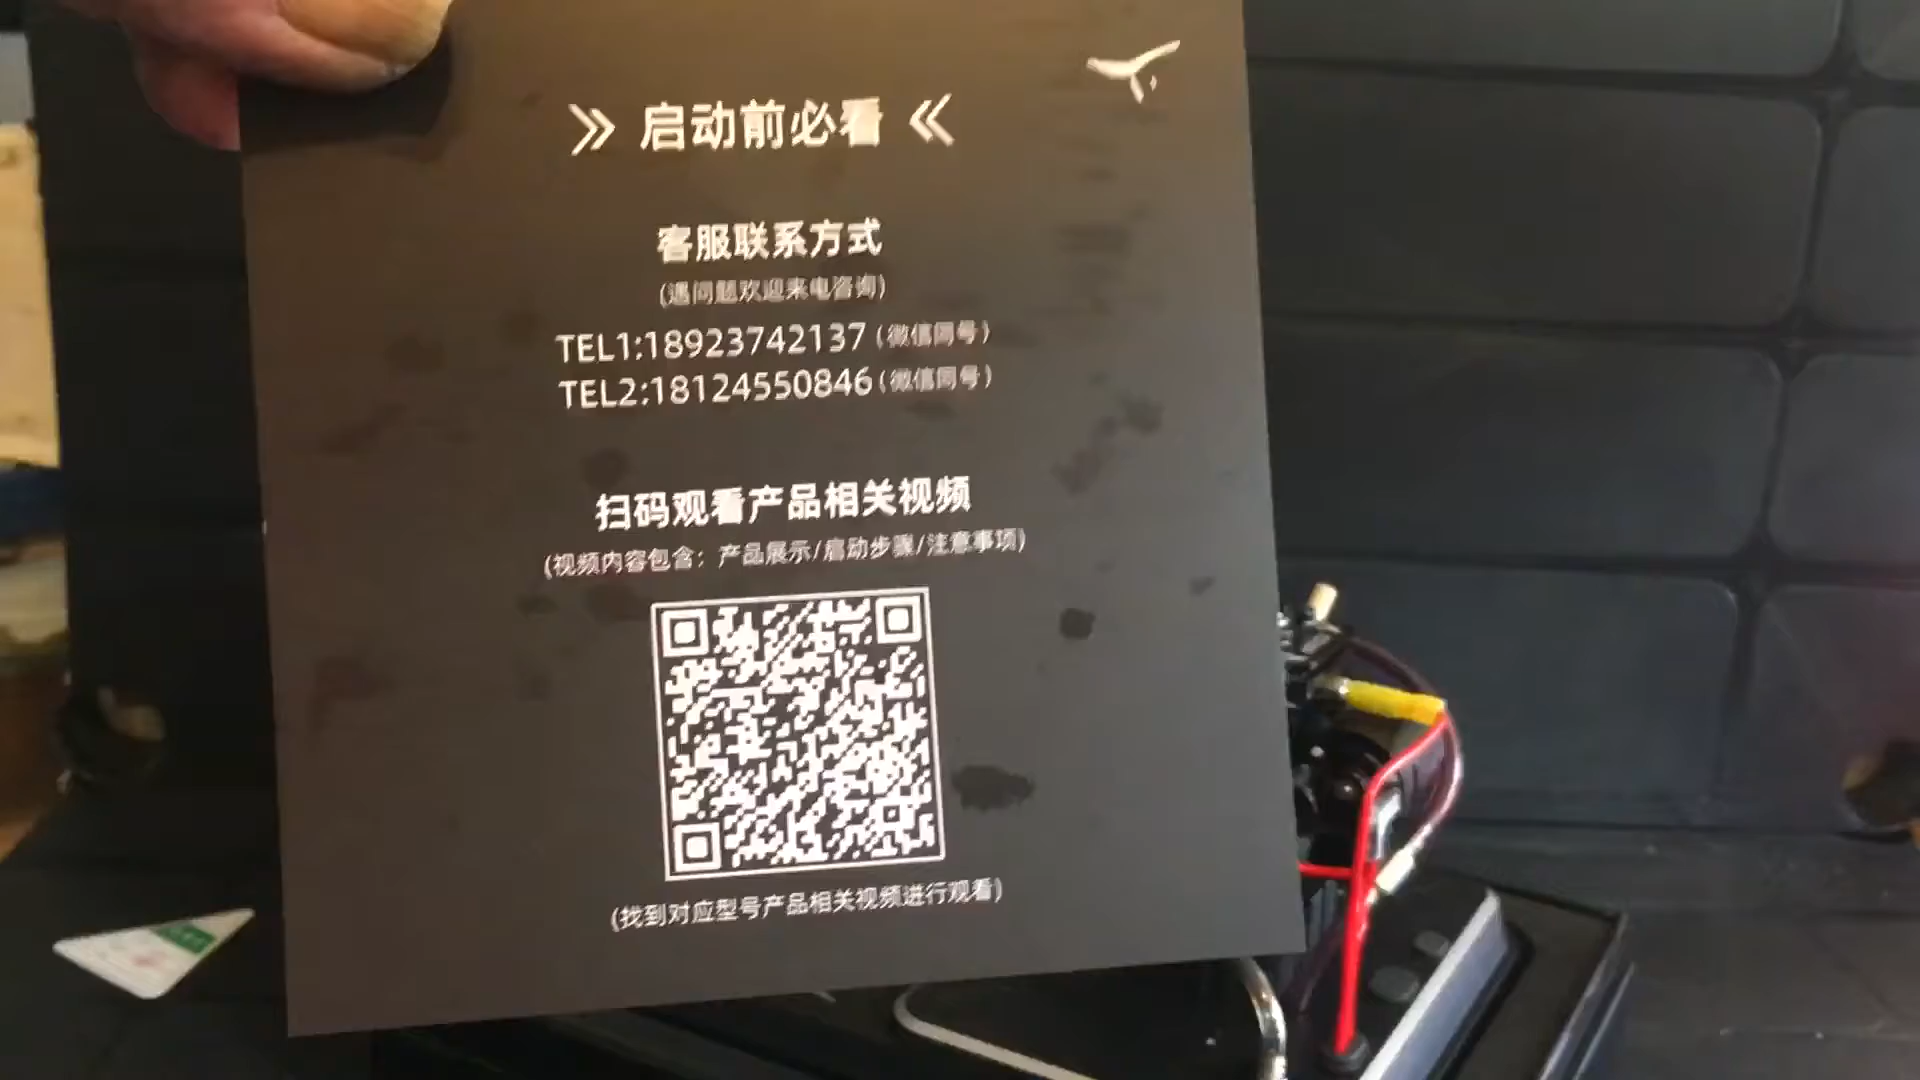 》 启动前必看 《
客服联系方式
(遇问题欢迎来电咨询)
TEL1:18923742137(微信同号)
TEL2:18124550846(微信同号)
扫码观看产品相关视频
(视频内容包含：产品展示/启动步骤/注意事项)
(找到对应型号产品相关视频进行观看)